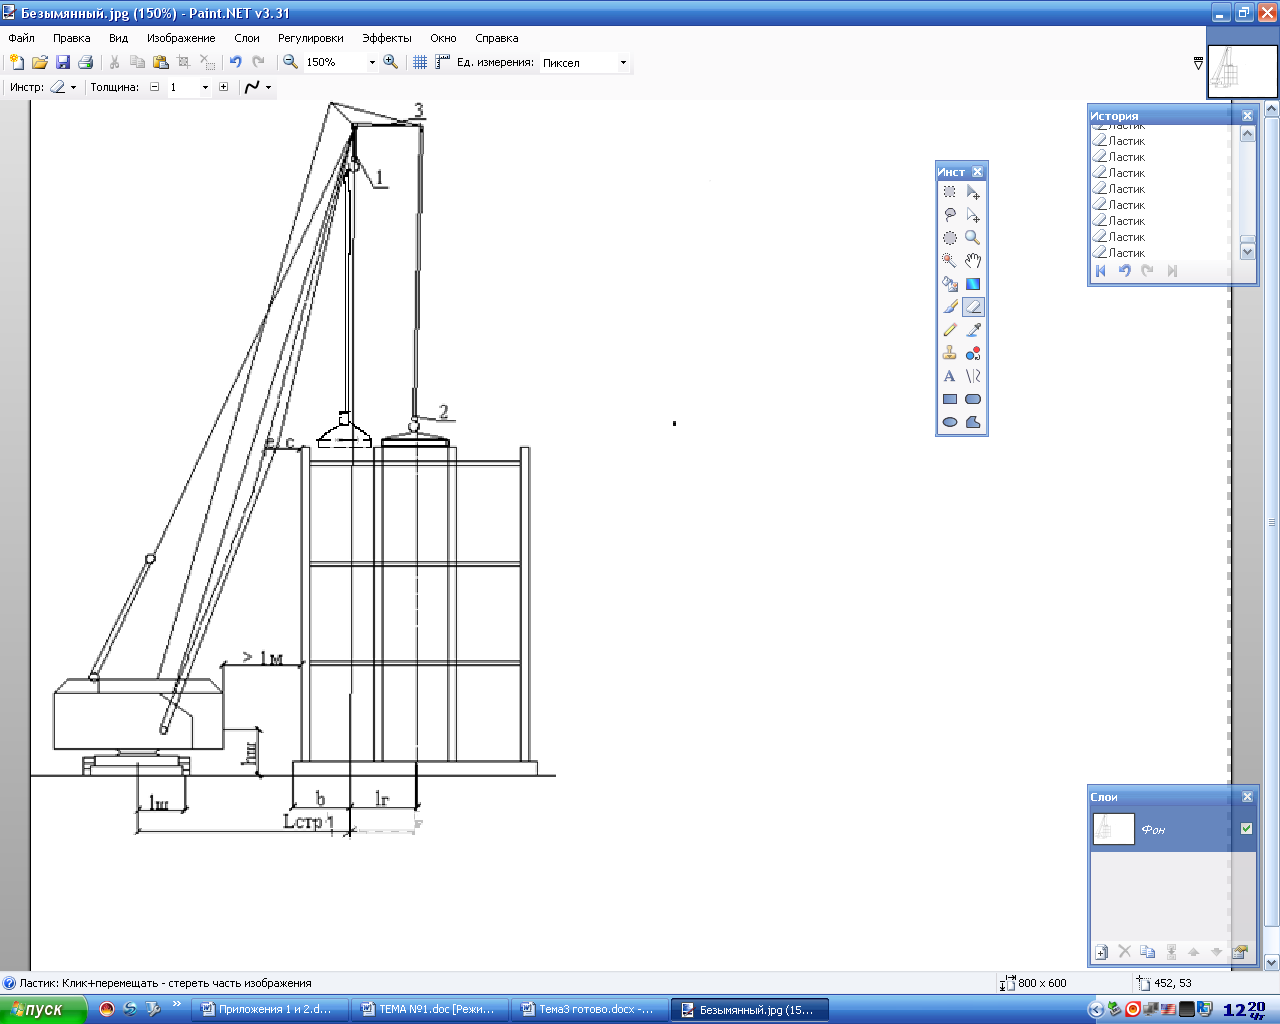 Безымянный.jpg (150%) - Paint.NET v3.31
Файл Правка Вид Изображение Слои Регулировки Эффекты Окно Справка
150% Ед. измерения: Пиксел
Инстр: Толщина: 1
История
Ластик
Ластик
Ластик
Ластик
Ластик
Ластик
Ластик
Ластик
Ластик
Инст
3
1
2
e/c
> 1м
hш
lш
b
lг
Lстр1
Слои
Фон
Ластик: Клик+перемещать - стереть часть изображения
800 x 600
452, 53
пуск
Приложения 1 и 2.d...
ТЕМА №1.doc [Режи...
Тема3 готово.docx -...
Безымянный.jpg (15...
12 20
Чт